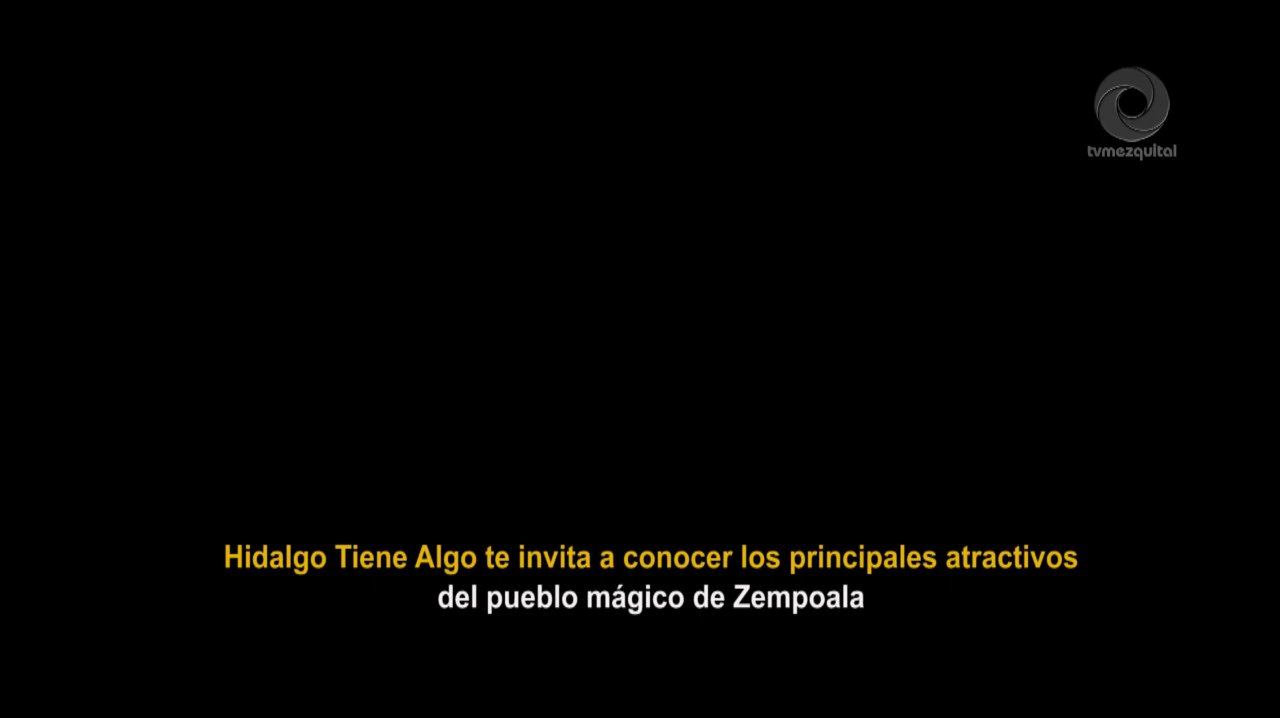 tvmezquital
Hidalgo Tiene Algo te invita a conocer los principales atractivos
del pueblo mágico de Zempoala